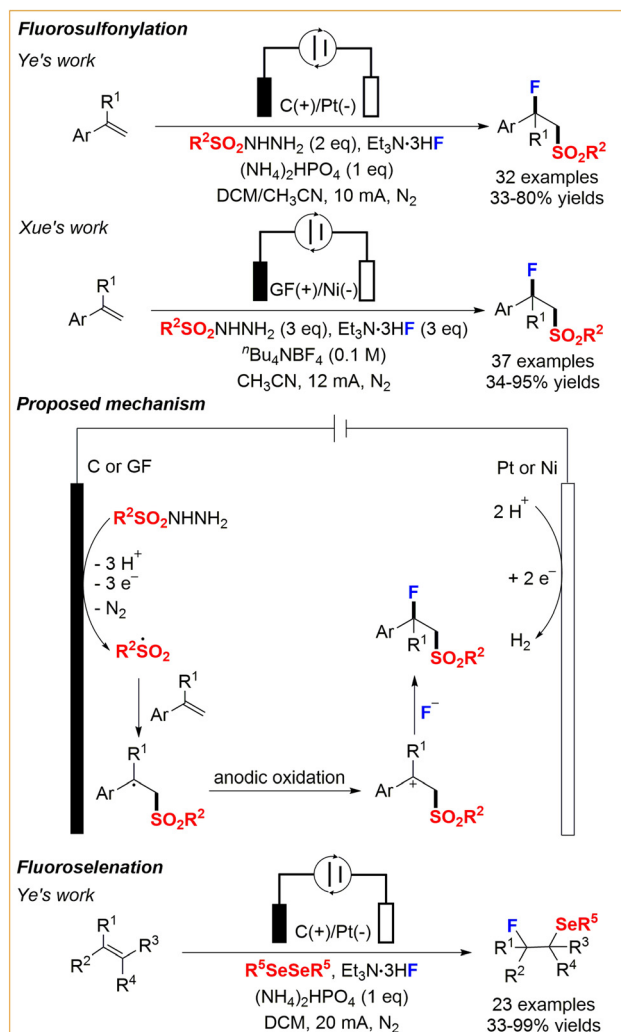 Fluorosulfonylation
Ye's work
R¹
Ar
C(+)/Pt(-)
R²SO₂NHNH₂ (2 eq), Et₃N·3HF
(NH₄)₂HPO₄ (1 eq)
DCM/CH₃CN, 10 mA, N₂
F
Ar
R¹
SO₂R²
32 examples
33-80% yields
Xue's work
R¹
Ar
GF(+)/Ni(-)
R²SO₂NHNH₂ (3 eq), Et₃N·3HF (3 eq)
ⁿBu₄NBF₄ (0.1 M)
CH₃CN, 12 mA, N₂
F
Ar
R¹
SO₂R²
37 examples
34-95% yields
Proposed mechanism
C or GF
Pt or Ni
R²SO₂NHNH₂
- 3 H⁺
- 3 e⁻
- N₂
R²SO₂
R¹
Ar
R¹
Ar
SO₂R²
anodic oxidation
R¹
Ar
+
SO₂R²
F⁻
F
Ar
R¹
SO₂R²
2 H⁺
+ 2 e⁻
H₂
Fluoroselenation
Ye's work
R¹
R²
R³
R⁴
C(+)/Pt(-)
R⁵SeSeR⁵, Et₃N·3HF
(NH₄)₂HPO₄ (1 eq)
DCM, 20 mA, N₂
F
SeR⁵
R¹
R³
R²
R⁴
23 examples
33-99% yields